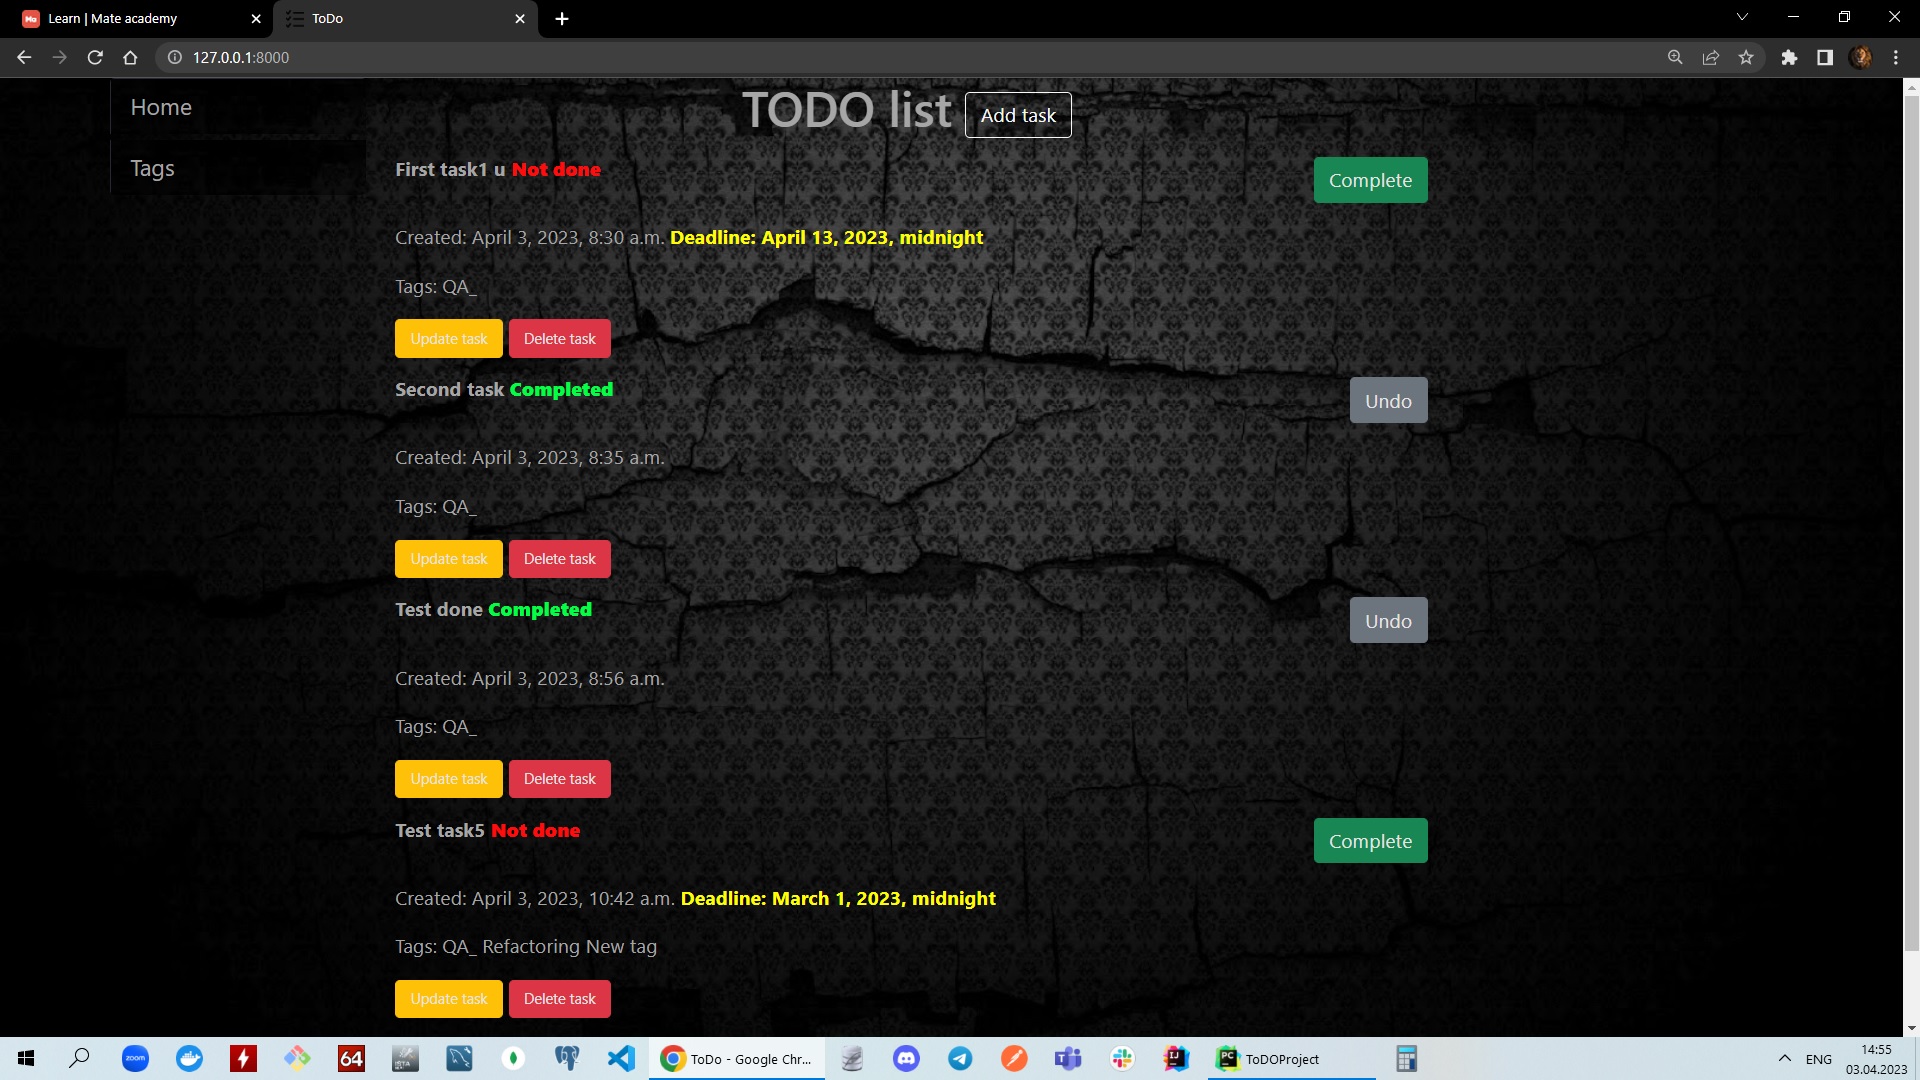 Learn | Mate academy
ToDo
127.0.0.1:8000
Home
Tags
TODO list Add task
First task1 u Not done
Complete
Created: April 3, 2023, 8:30 a.m. Deadline: April 13, 2023, midnight
Tags: QA_
Update task Delete task
Second task Completed
Undo
Created: April 3, 2023, 8:35 a.m.
Tags: QA_
Update task Delete task
Test done Completed
Undo
Created: April 3, 2023, 8:56 a.m.
Tags: QA_
Update task Delete task
Test task5 Not done
Complete
Created: April 3, 2023, 10:42 a.m. Deadline: March 1, 2023, midnight
Tags: QA_ Refactoring New tag
Update task Delete task
zoom
64
ToDo - Google Chr...
IJ
PC
ToDOProject
ENG
14:55
03.04.2023